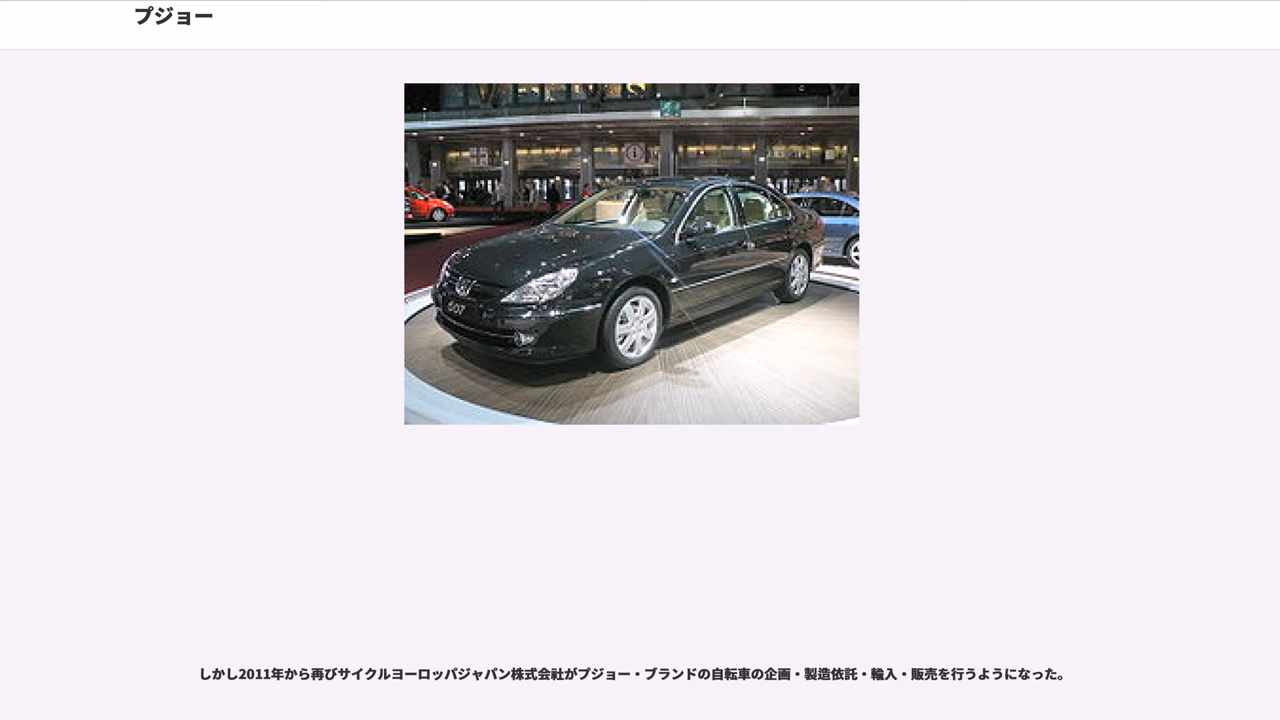 プジョー
607
しかし2011年から再びサイクルヨーロッパジャパン株式会社がプジョー・ブランドの自転車の企画・製造依託・輸入・販売を行うようになった。